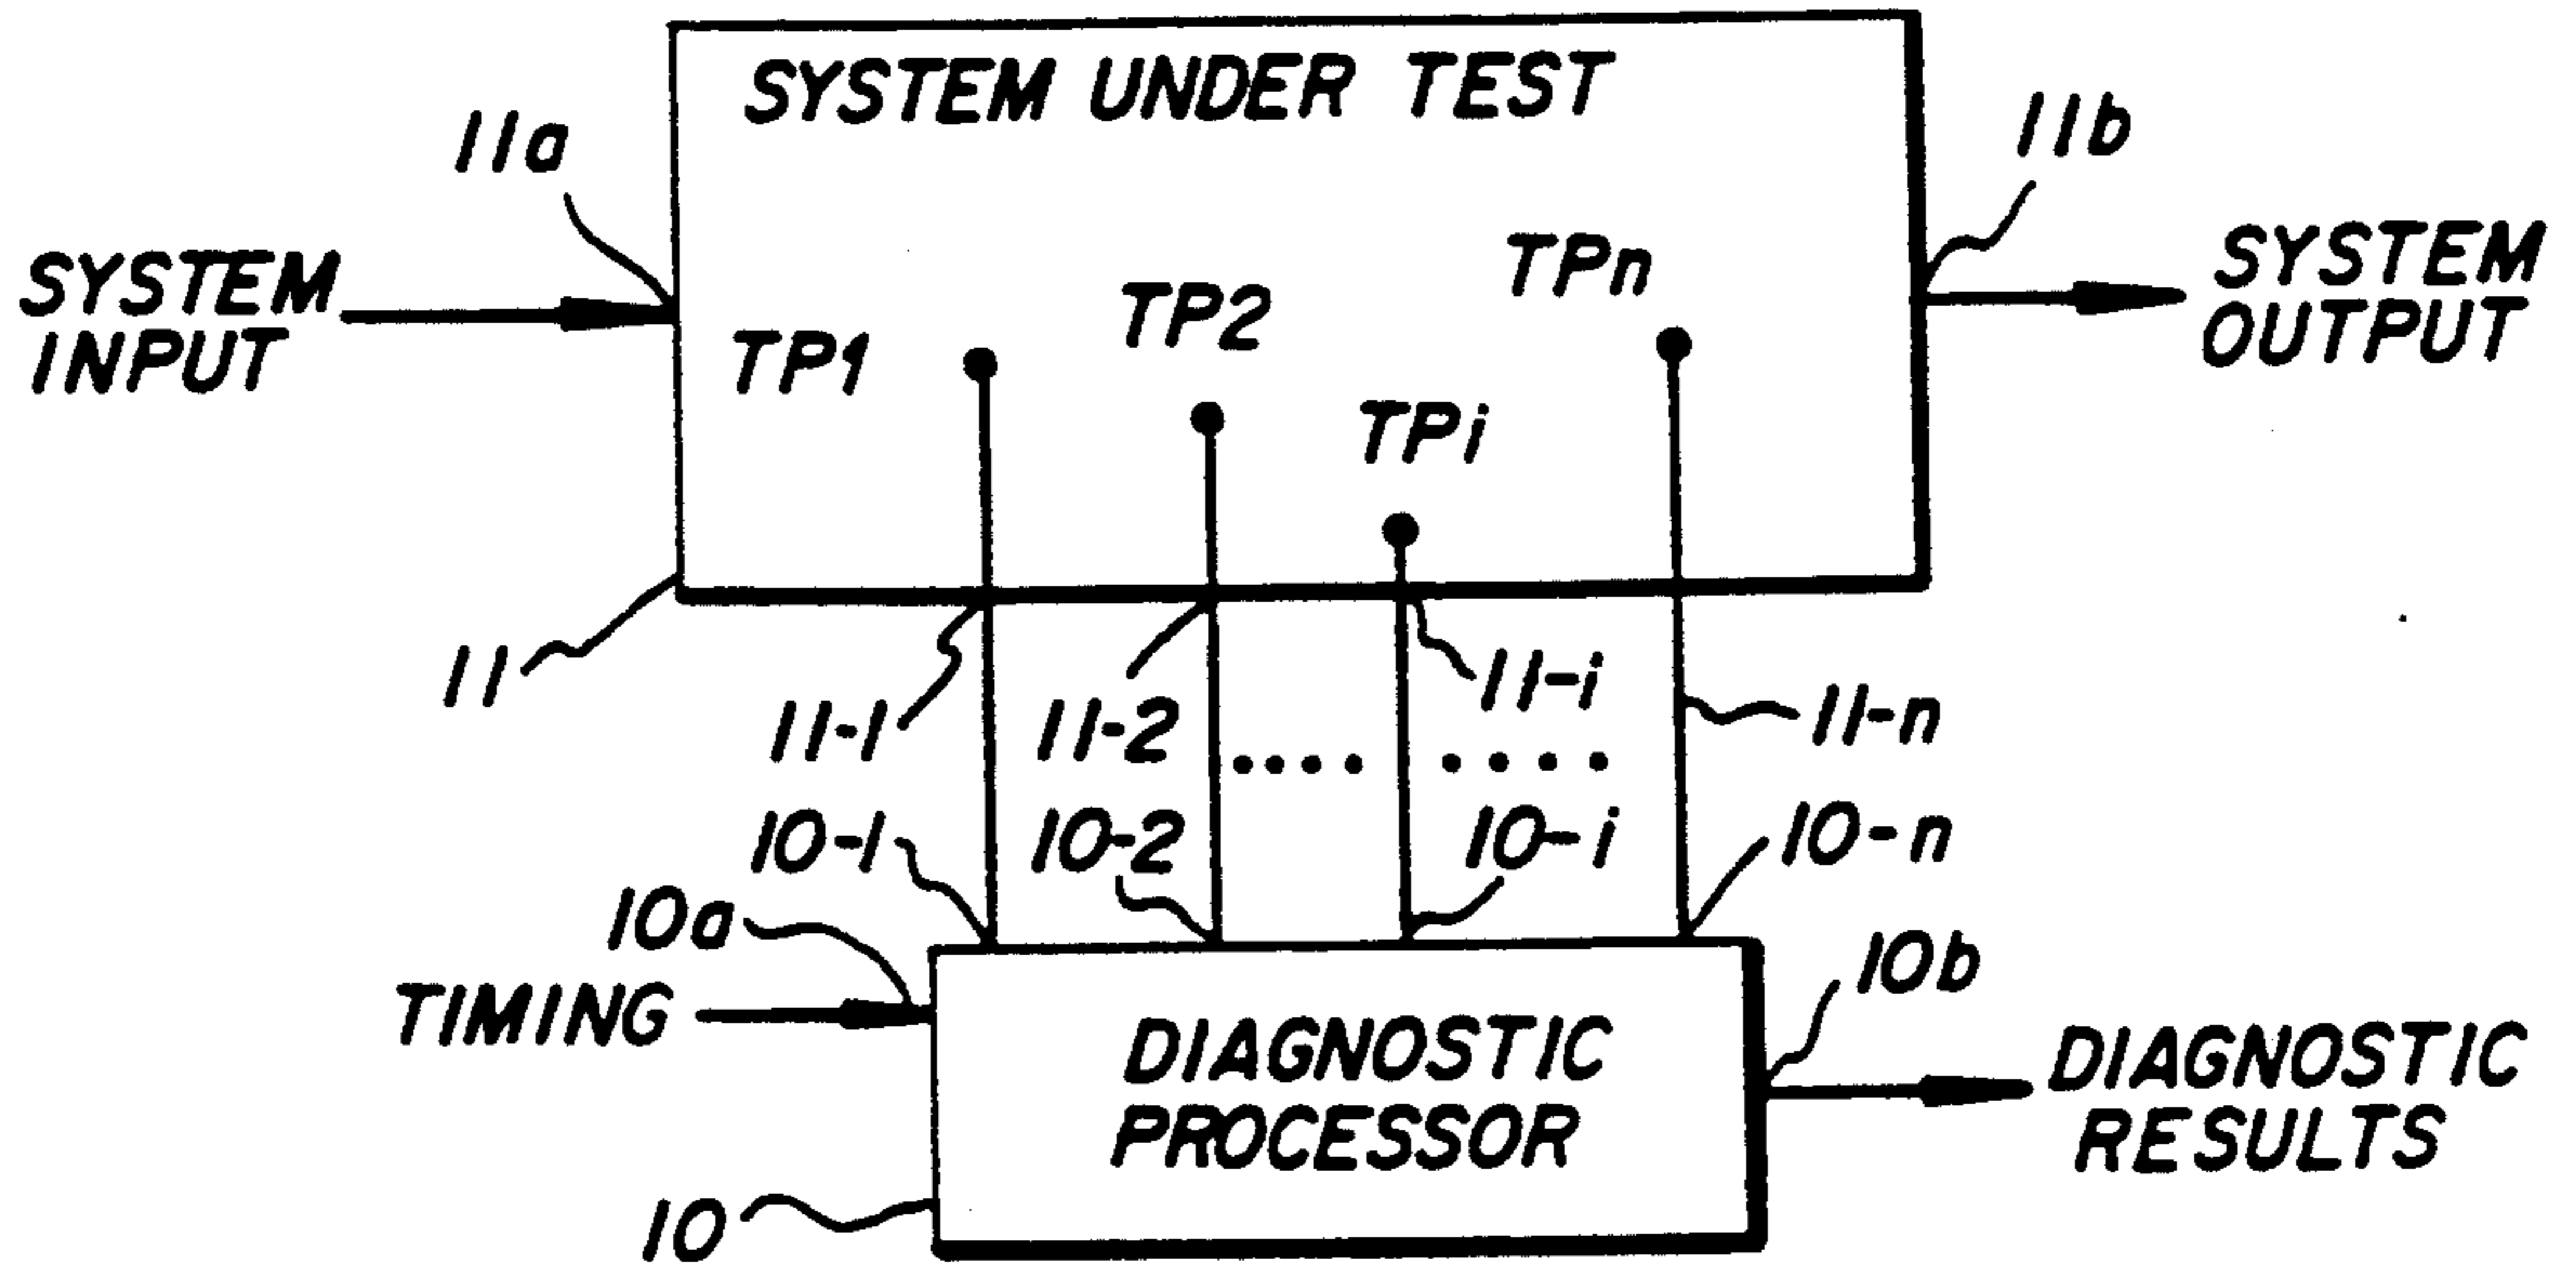 SYSTEM UNDER TEST
11a
11b
SYSTEM
INPUT
SYSTEM
OUTPUT
TP1
TP2
TPi
TPn
11
11-1
11-2
11-i
11-n
10-1
10-2
10-i
10-n
10a
TIMING
10b
DIAGNOSTIC
PROCESSOR
DIAGNOSTIC
RESULTS
10